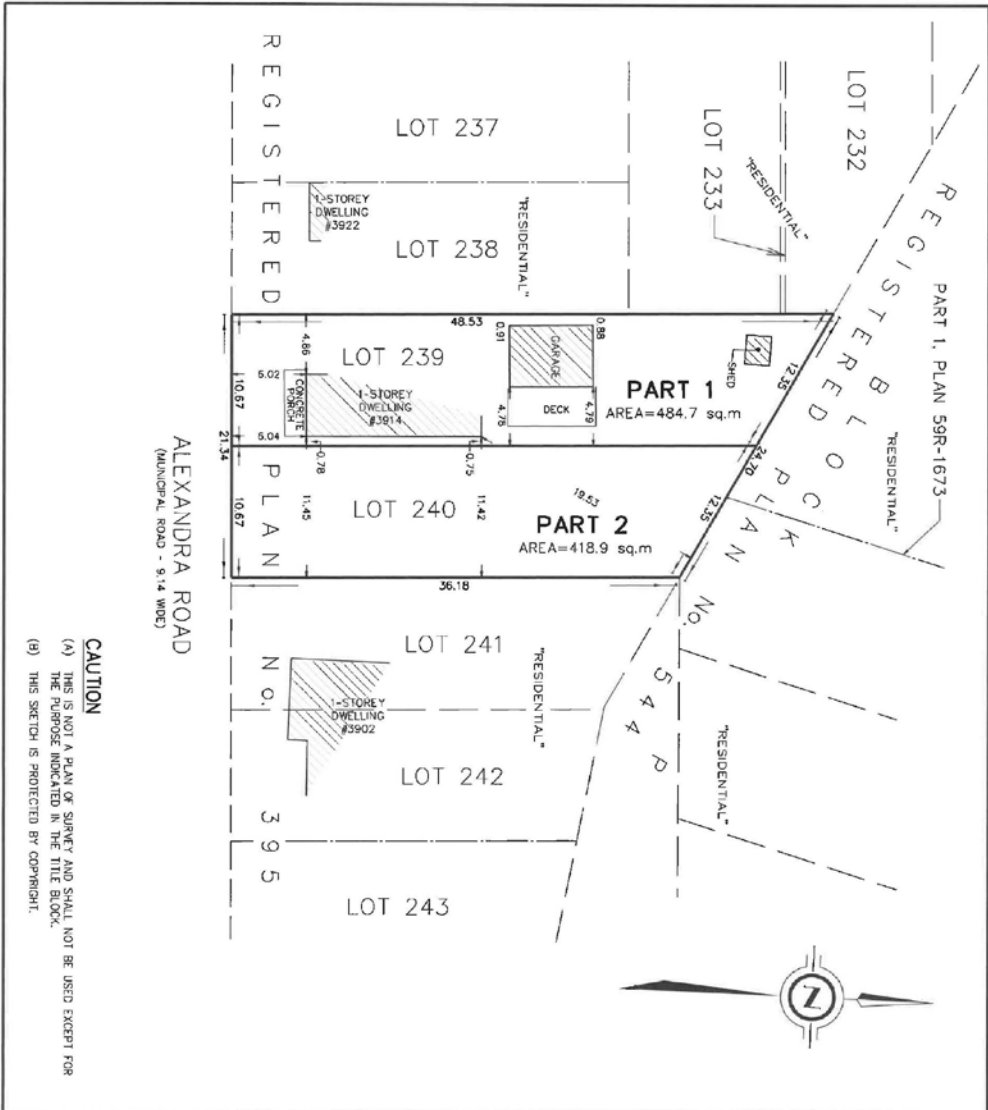 LOT 232
LOT 233
"RESIDENTIAL"
REGISTERED BLOCK PLAN No. 544P
PART 1, PLAN 59R-1673
"RESIDENTIAL"
LOT 237
1-STOREY
DWELLING
#3922
LOT 238
"RESIDENTIAL"
REGISTERED PLAN No. 395
48.53
LOT 239
4.86
10.67
5.02
5.04
CONCRETE
PORCH
1-STOREY
DWELLING
#3914
0.91
0.88
GARAGE
DECK
4.78
4.79
SHED
PART 1
AREA=484.7 sq.m
12.35
24.70
12.35
21.34
0.78
0.75
10.67
11.45
11.42
LOT 240
19.53
PART 2
AREA=418.9 sq.m
36.18
ALEXANDRA ROAD
(MUNICIPAL ROAD - 9.14 WIDE)
LOT 241
"RESIDENTIAL"
1-STOREY
DWELLING
#3902
LOT 242
"RESIDENTIAL"
LOT 243
N
CAUTION
(A) THIS IS NOT A PLAN OF SURVEY AND SHALL NOT BE USED EXCEPT FOR
THE PURPOSE INDICATED IN THE TITLE BLOCK.
(B) THIS SKETCH IS PROTECTED BY COPYRIGHT.